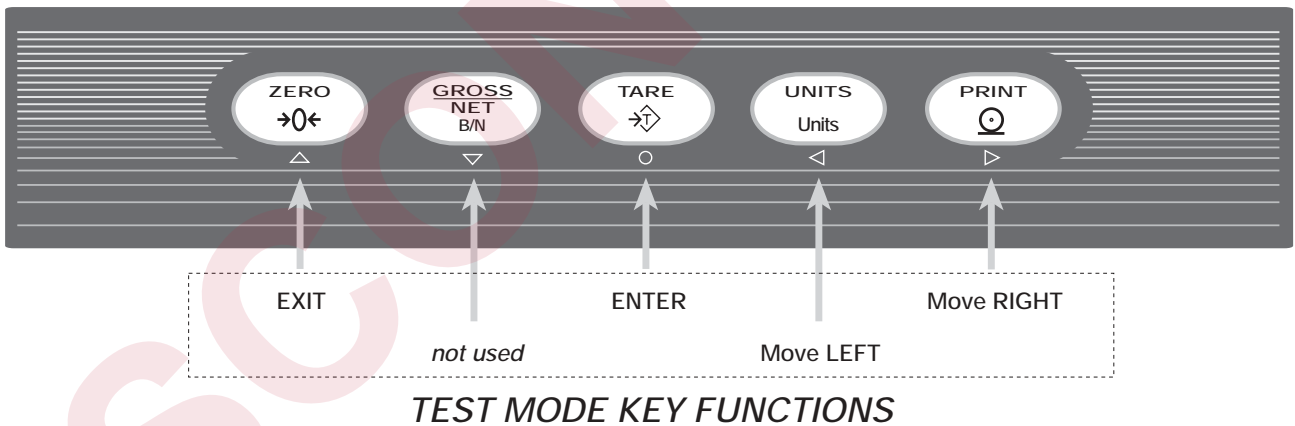 ZERO
→0←
GROSS
NET
B/N
TARE
→T
UNITS
Units
PRINT
EXIT
not used
ENTER
Move LEFT
Move RIGHT
TEST MODE KEY FUNCTIONS